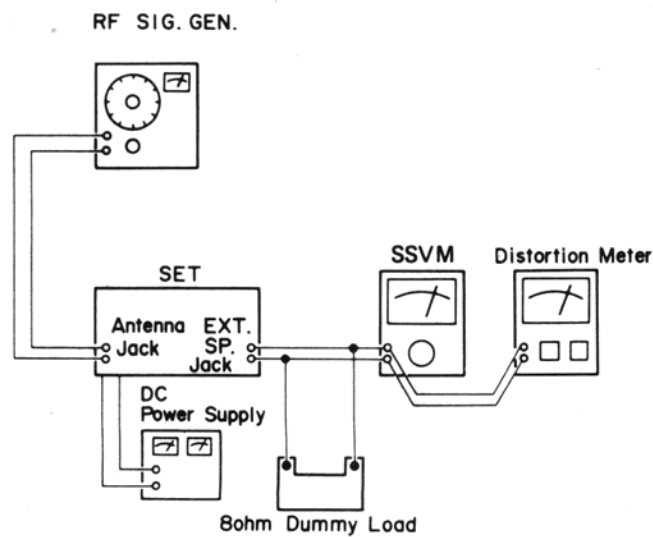 RF SIG. GEN.
SSVM
Distortion Meter
SET
Antenna EXT.
Jack SP.
Jack
DC
Power Supply
8ohm Dummy Load